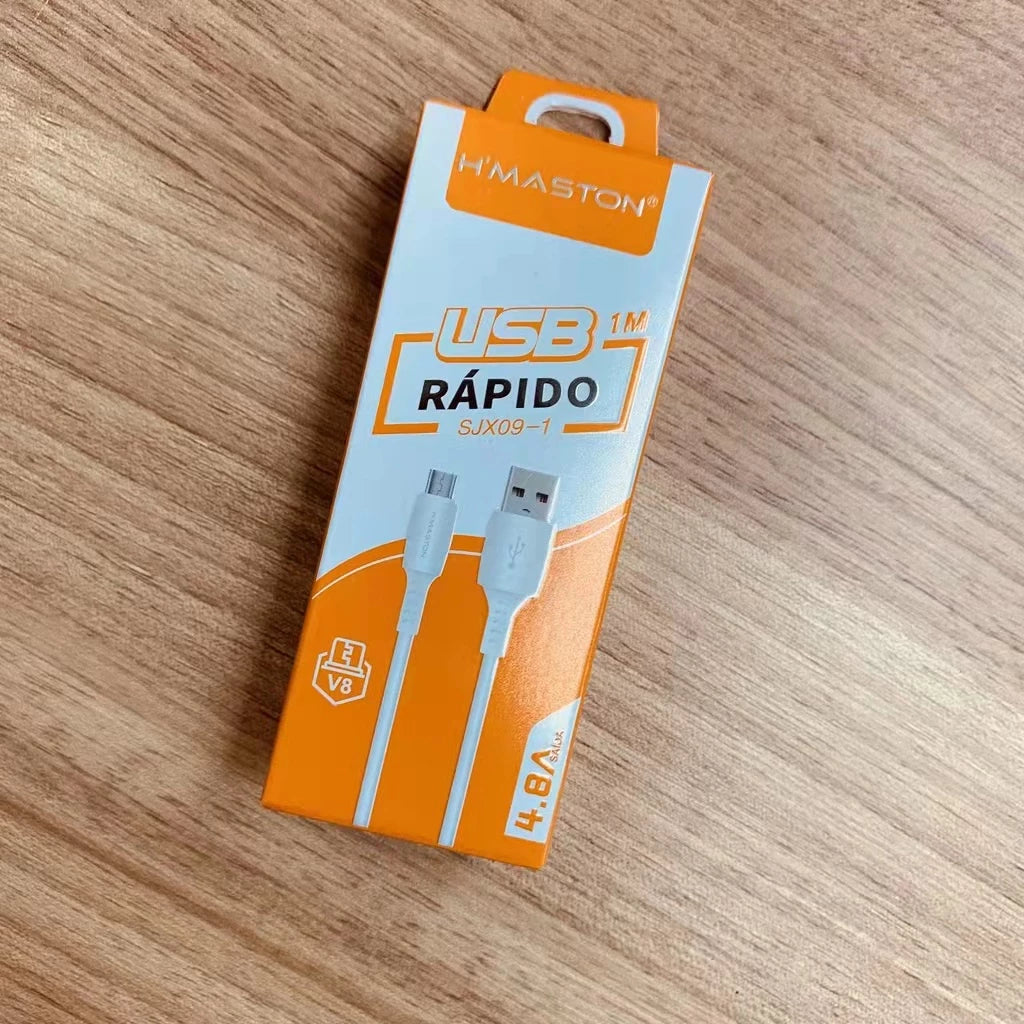 H'MASTON®
USB 1M
RÁPIDO
SJX09-1
H'MASTON
V8
4.8A
SAÍDA